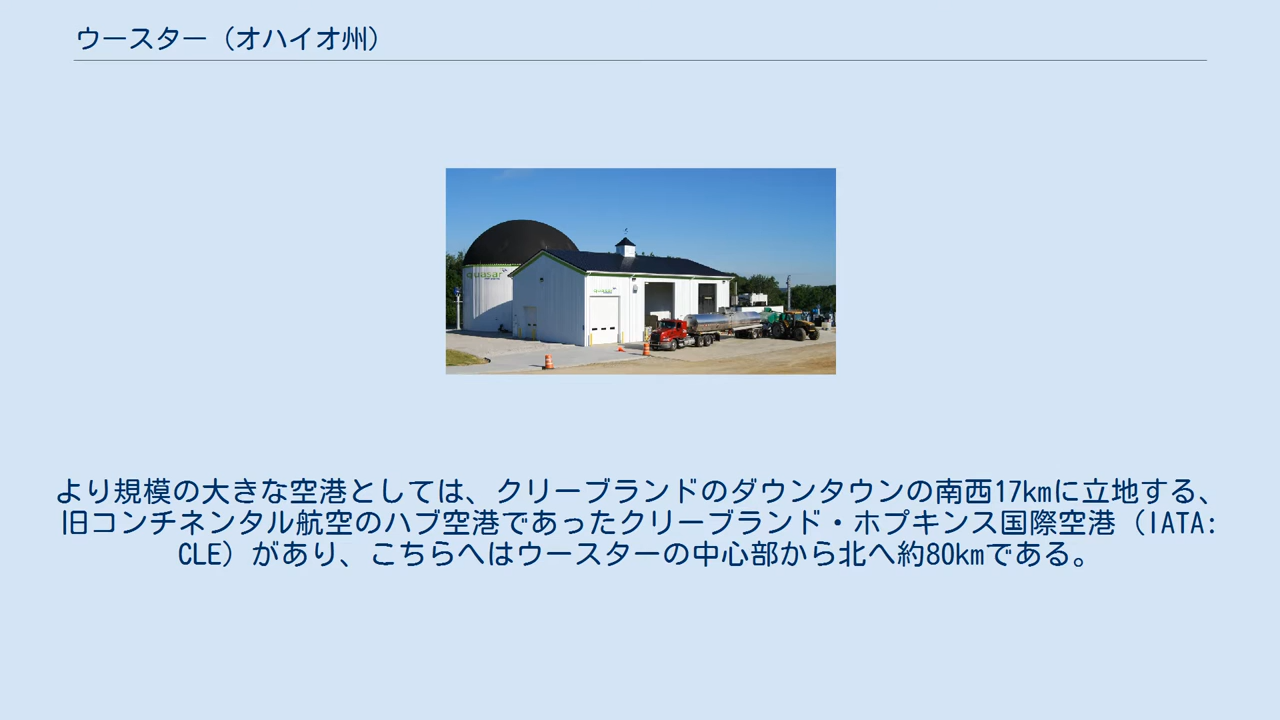 ウースター（オハイオ州）
quasar
より規模の大きな空港としては、クリーブランドのダウンタウンの南西17kmに立地する、
旧コンチネンタル航空のハブ空港であったクリーブランド・ホプキンス国際空港（IATA:
CLE）があり、こちらへはウースターの中心部から北へ約80kmである。